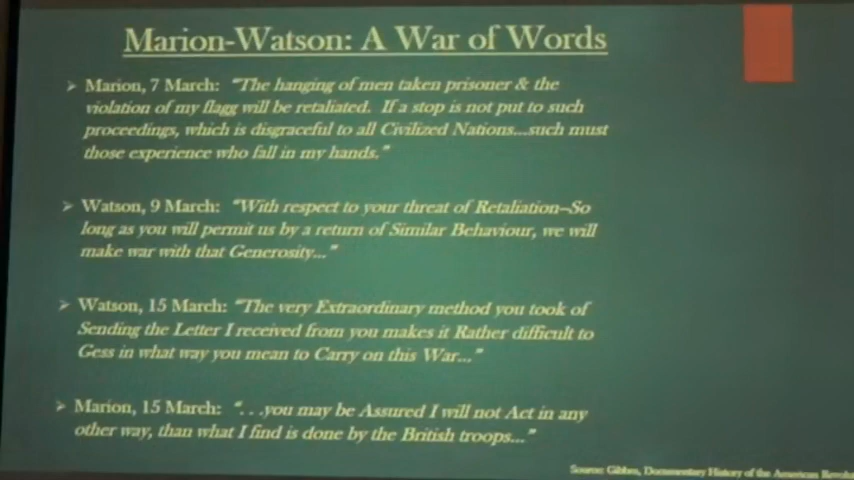 Marion-Watson: A War of Words
➢ Marion, 7 March: "The hanging of men taken prisoner & the
violation of my flagg will be retaliated. If a stop is not put to such
proceedings, which is disgraceful to all Civilized Nations...such must
those experience who fall in my hands."
➢ Watson, 9 March: "With respect to your threat of Retaliation–So
long as you will permit us by a return of Similar Behaviour, we will
make war with that Generosity..."
➢ Watson, 15 March: "The very Extraordinary method you took of
Sending the Letter I received from you makes it Rather difficult to
Gess in what way you mean to Carry on this War..."
➢ Marion, 15 March: "...you may be Assured I will not Act in any
other way, than what I find is done by the British troops..."
Source: Gibbes, Documentary History of the American Revolu